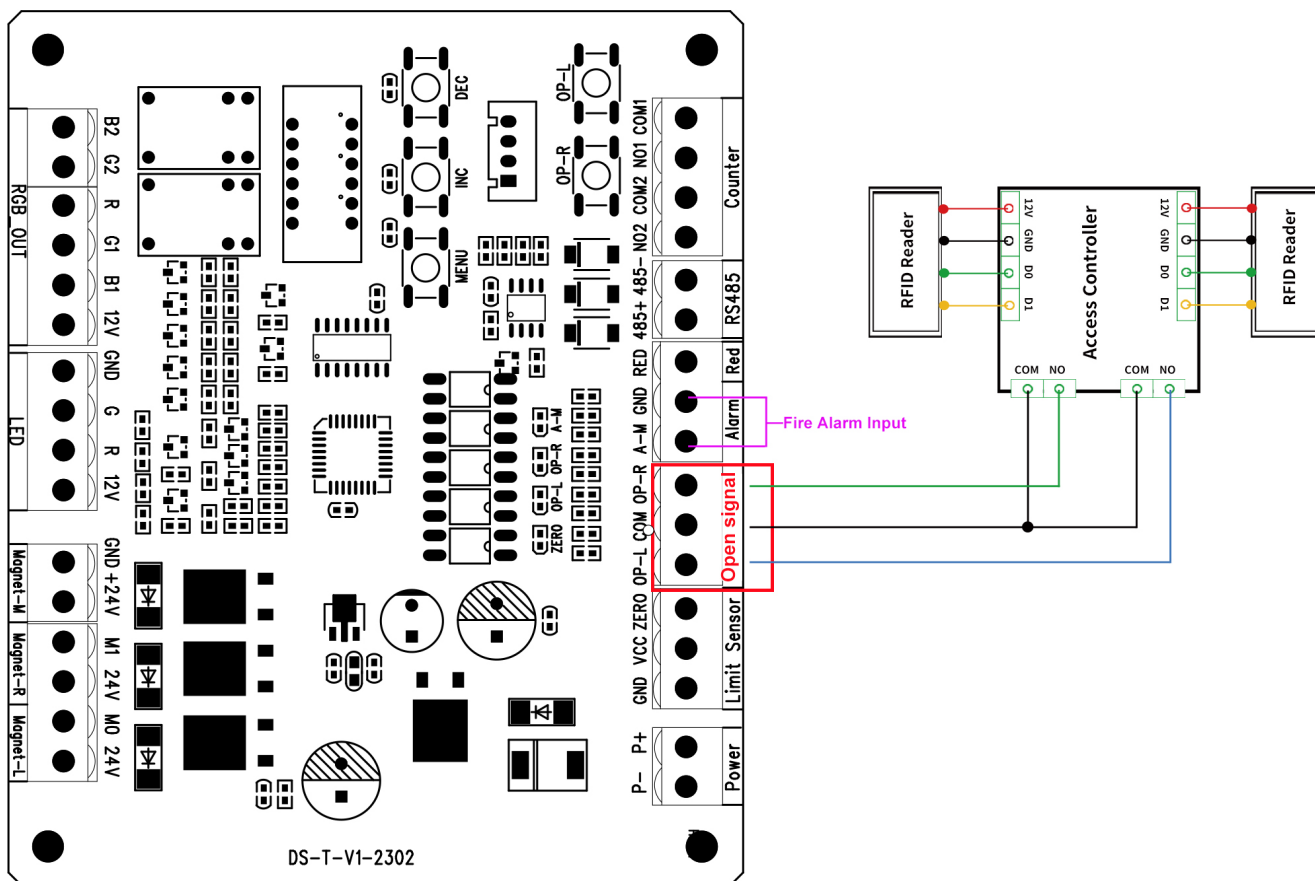 B2
G2
R
G1
B1
12V
RGB_OUT
GND
G
R
12V
LED
GND
+24V
Magnet-M
M1
24V
Magnet-R
M0
24V
Magnet-L
DEC
INC
MENU
OP-L
OP-R
COM1
NO1
COM2
NO2
Counter
485-
485+
RS485
RED
Red
GND
A-M
Alarm
Fire Alarm Input
OP-R
COM
OP-L
Open signal
ZERO
VCC
GND
Limit Sensor
P+
P-
Power
A-M
OP-R
OP-L
ZERO
DS-T-V1-2302
RFID Reader
12V
GND
D0
D1
Access Controller
12V
GND
D0
D1
COM NO
COM NO
RFID Reader